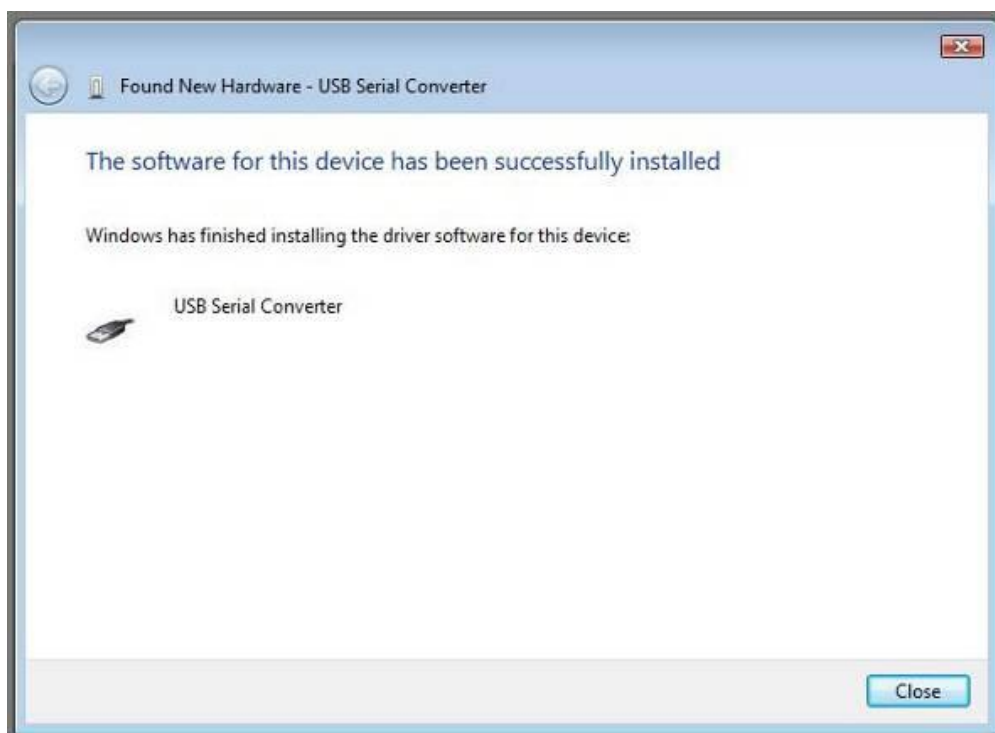 Found New Hardware - USB Serial Converter
The software for this device has been successfully installed
Windows has finished installing the driver software for this device:
USB Serial Converter
Close